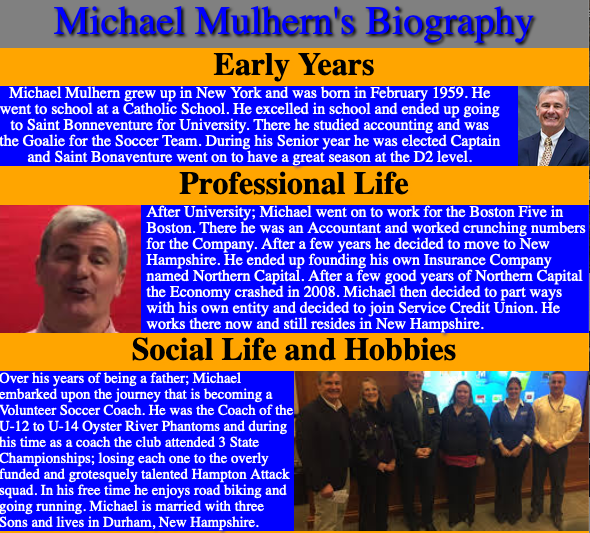 Michael Mulhern's Biography
Early Years
Michael Mulhern grew up in New York and was born in February 1959. He
went to school at a Catholic School. He excelled in school and ended up going
to Saint Bonneventure for University. There he studied accounting and was
the Goalie for the Soccer Team. During his Senior year he was elected Captain
and Saint Bonaventure went on to have a great season at the D2 level.
Professional Life
After University; Michael went on to work for the Boston Five in
Boston. There he was an Accountant and worked crunching numbers
for the Company. After a few years he decided to move to New
Hampshire. He ended up founding his own Insurance Company
named Northern Capital. After a few good years of Northern Capital
the Economy crashed in 2008. Michael then decided to part ways
with his own entity and decided to join Service Credit Union. He
works there now and still resides in New Hampshire.
Social Life and Hobbies
Over his years of being a father; Michael
embarked upon the journey that is becoming a
Volunteer Soccer Coach. He was the Coach of the
U-12 to U-14 Oyster River Phantoms and during
his time as a coach the club attended 3 State
Championships; losing each one to the overly
funded and grotesquely talented Hampton Attack
squad. In his free time he enjoys road biking and
going running. Michael is married with three
Sons and lives in Durham, New Hampshire.